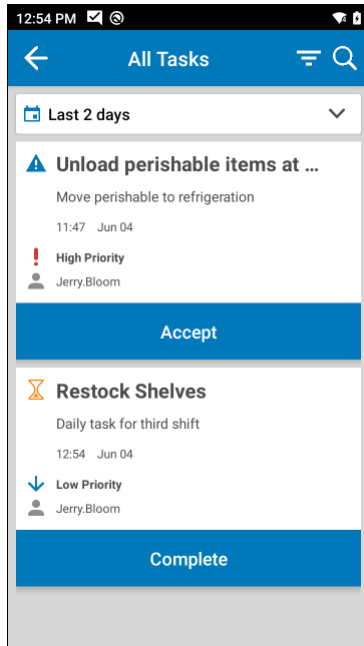 12:54 PM
All Tasks
Last 2 days
Unload perishable items at ...
Move perishable to refrigeration
11:47 Jun 04
High Priority
Jerry.Bloom
Accept
Restock Shelves
Daily task for third shift
12:54 Jun 04
Low Priority
Jerry.Bloom
Complete